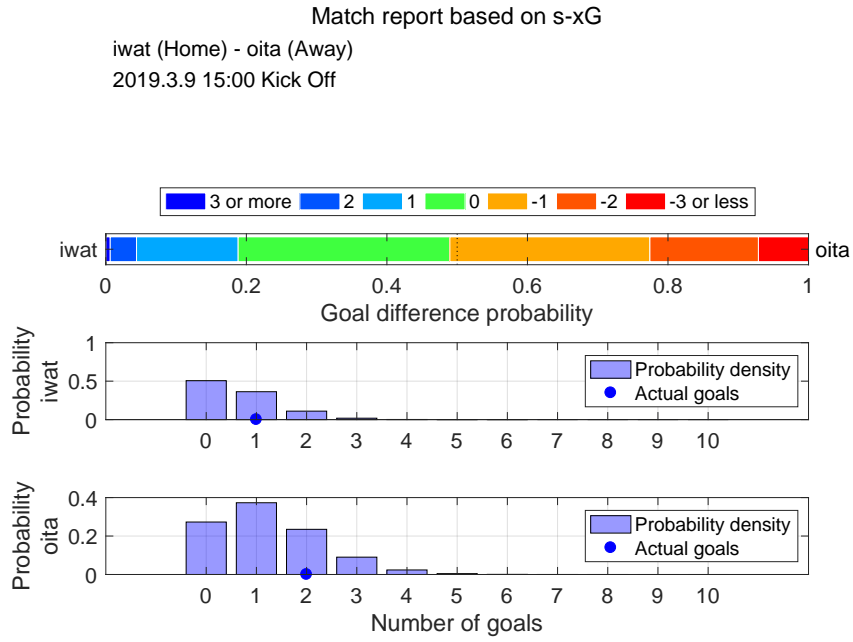 Match report based on s-xG
iwat (Home) - oita (Away)
2019.3.9 15:00 Kick Off
3 or more 2 1 0 -1 -2 -3 or less
iwat oita
0 0.2 0.4 0.6 0.8 1
Goal difference probability
Probability
iwat
1
0.5
0
Probability density
Actual goals
0 1 2 3 4 5 6 7 8 9 10
Probability
oita
0.4
0.2
0
Probability density
Actual goals
0 1 2 3 4 5 6 7 8 9 10
Number of goals